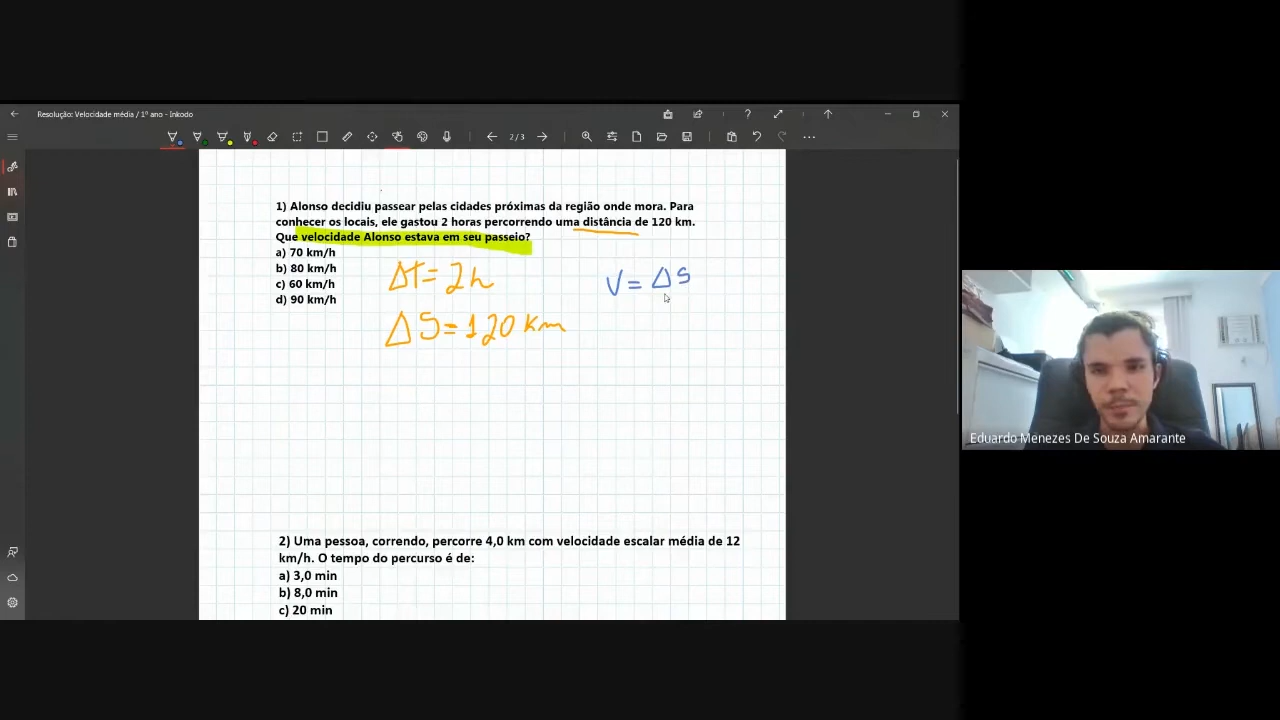 Resolução: Velocidade média / 1º ano - Inkodo
2/3
1) Alonso decidiu passear pelas cidades próximas da região onde mora. Para
conhecer os locais, ele gastou 2 horas percorrendo uma distância de 120 km.
Que velocidade Alonso estava em seu passeio?
a) 70 km/h
b) 80 km/h
c) 60 km/h
d) 90 km/h
Δt= 2h
V = ΔS
ΔS=120 km
Eduardo Menezes De Souza Amarante
2) Uma pessoa, correndo, percorre 4,0 km com velocidade escalar média de 12
km/h. O tempo do percurso é de:
a) 3,0 min
b) 8,0 min
c) 20 min